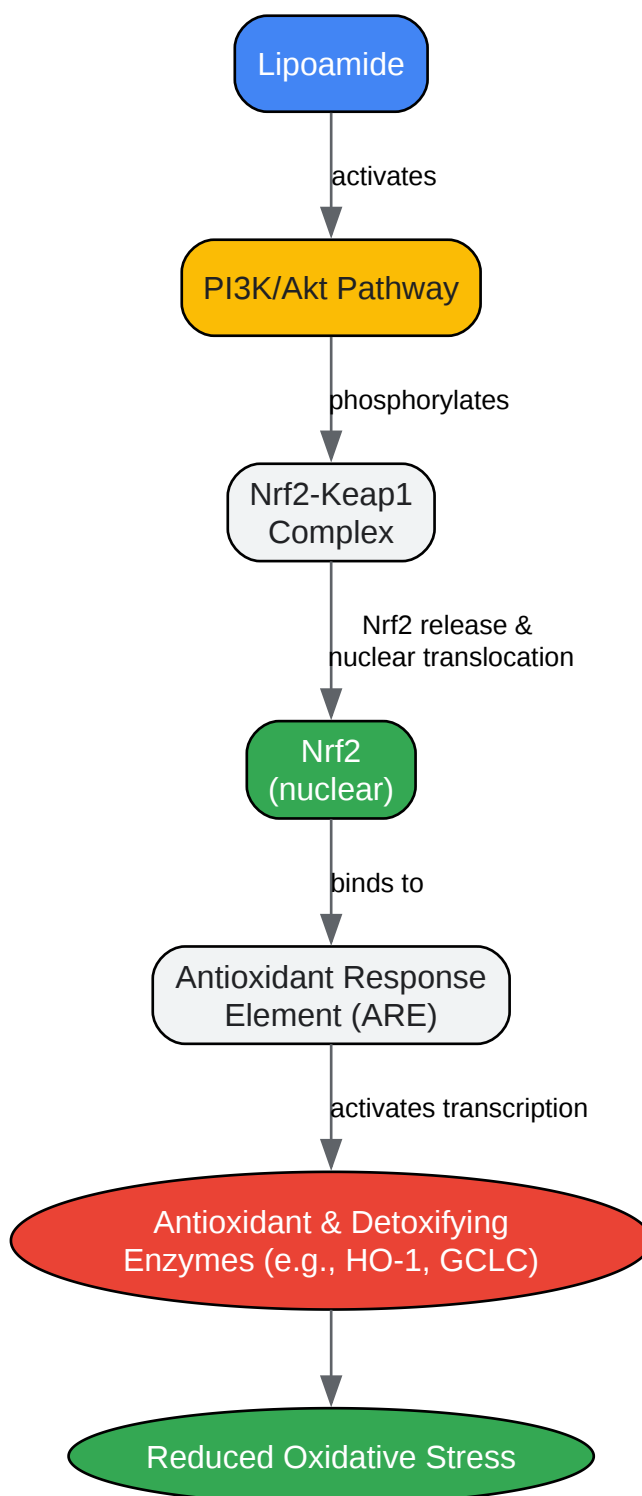 Lipoamide
activates
PI3K/Akt Pathway
phosphorylates
Nrf2-Keap1
Complex
Nrf2 release &
nuclear translocation
Nrf2
(nuclear)
binds to
Antioxidant Response
Element (ARE)
activates transcription
Antioxidant & Detoxifying
Enzymes (e.g., HO-1, GCLC)
Reduced Oxidative Stress